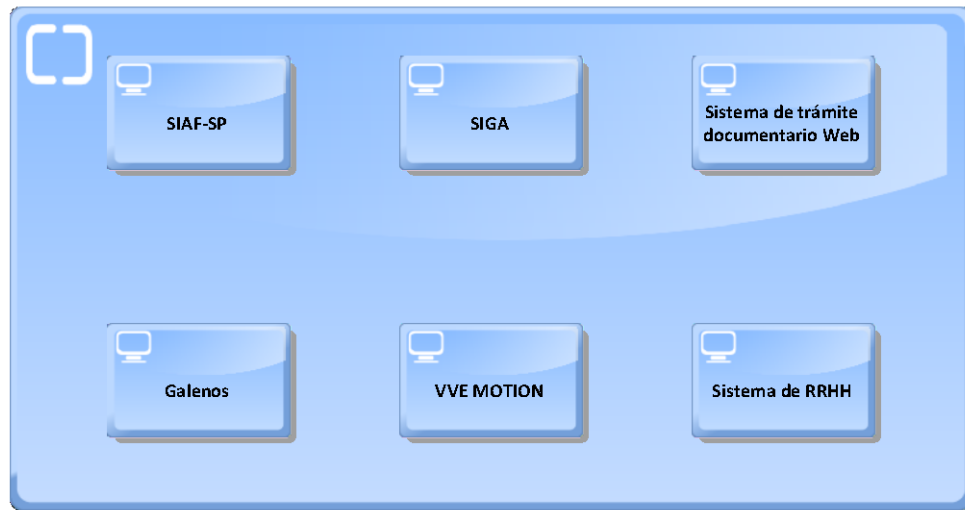 SIAF-SP
SIGA
Sistema de trámite
documentario Web
Galenos
VVE MOTION
Sistema de RRHH